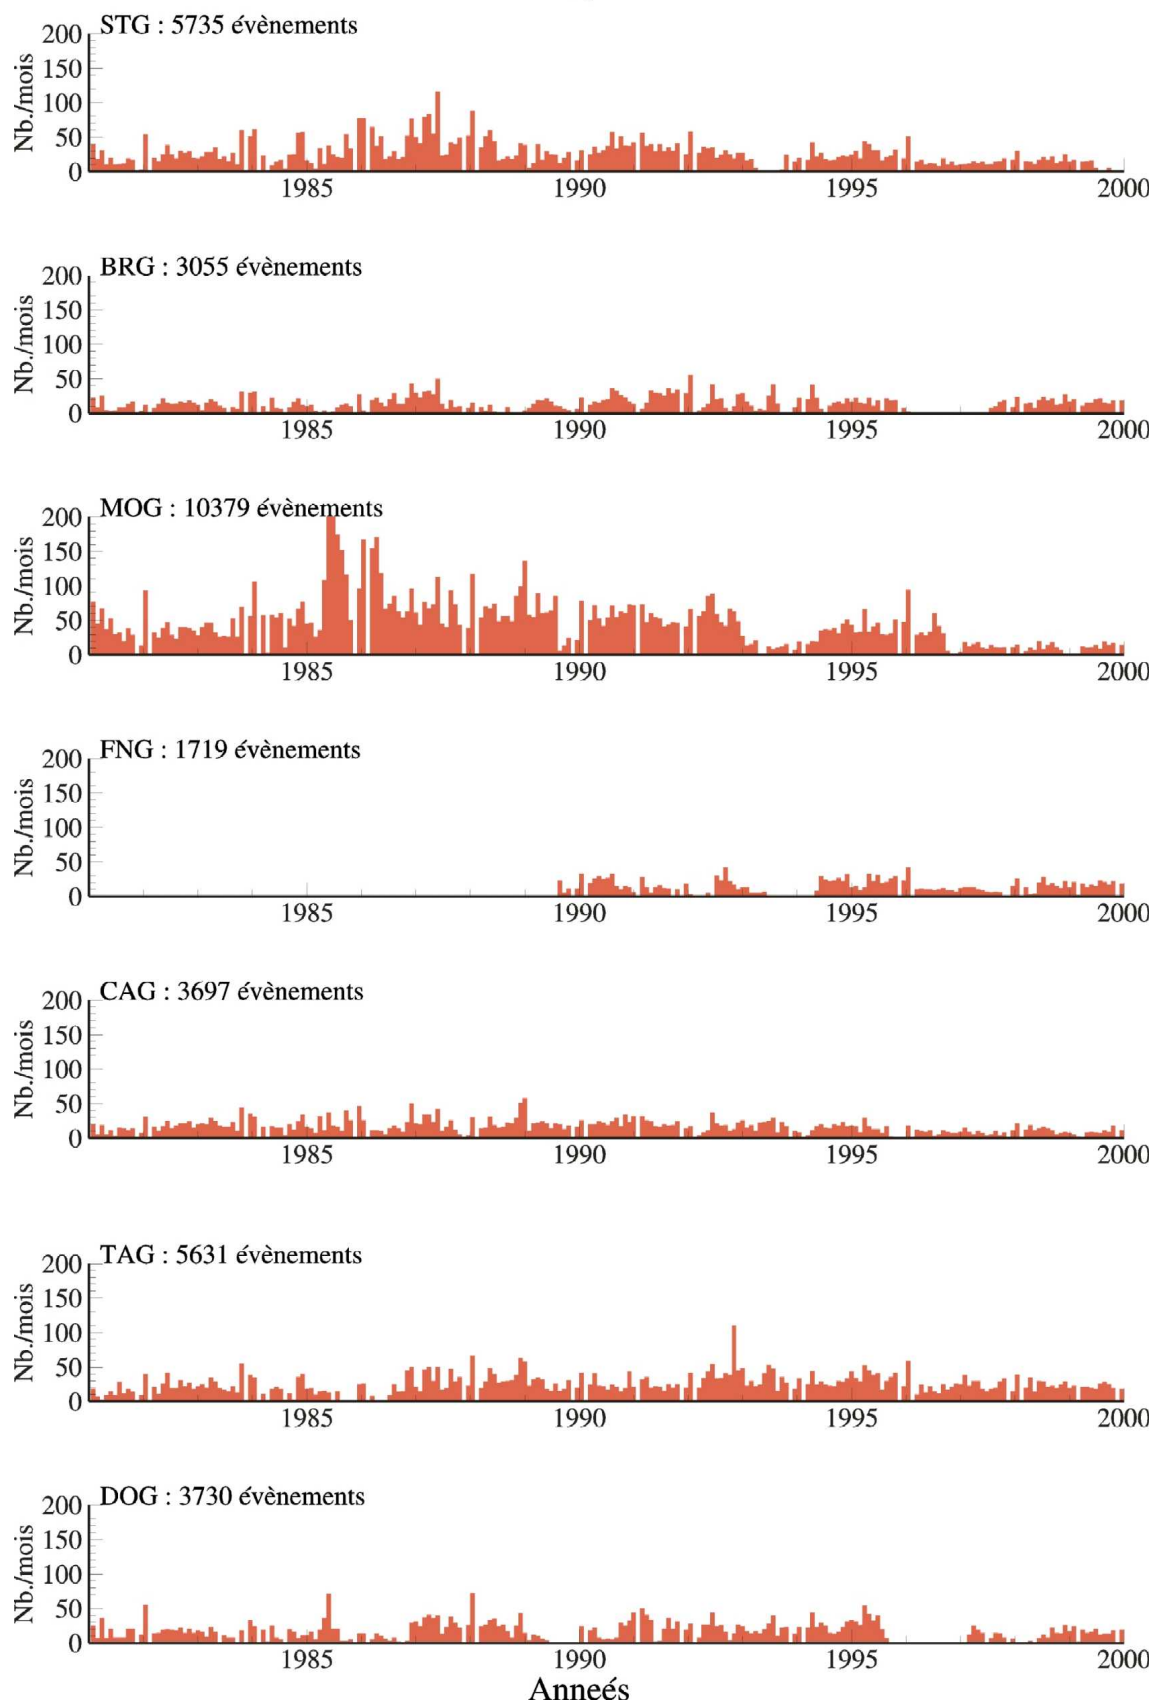 STG : 5735 évènements
200
150
100
50
0
Nb./mois
1985 1990 1995 2000
BRG : 3055 évènements
200
150
100
50
0
Nb./mois
1985 1990 1995 2000
MOG : 10379 évènements
200
150
100
50
0
Nb./mois
1985 1990 1995 2000
FNG : 1719 évènements
200
150
100
50
0
Nb./mois
1985 1990 1995 2000
CAG : 3697 évènements
200
150
100
50
0
Nb./mois
1985 1990 1995 2000
TAG : 5631 évènements
200
150
100
50
0
Nb./mois
1985 1990 1995 2000
DOG : 3730 évènements
200
150
100
50
0
Nb./mois
1985 1990 1995 2000
Anneés